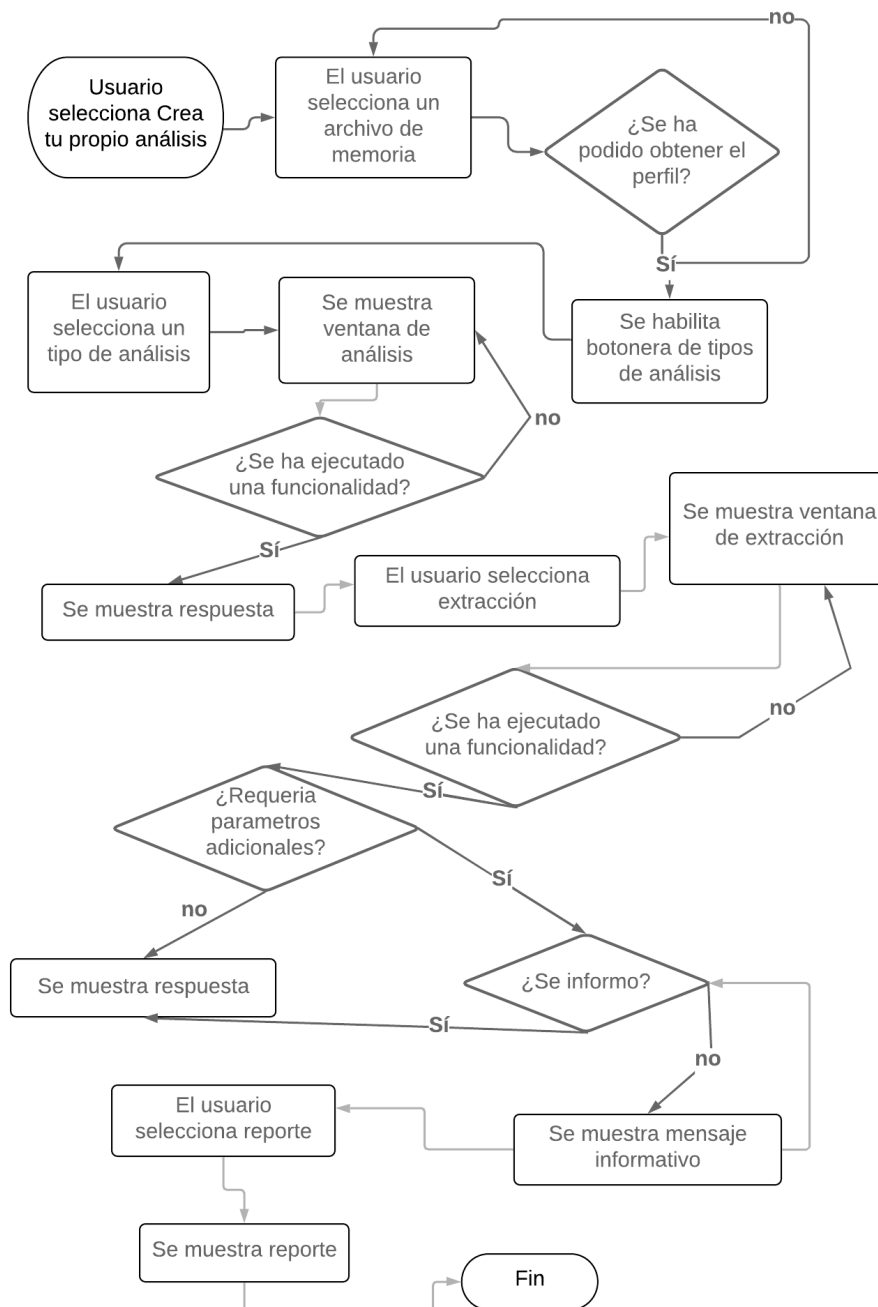 no
Usuario
selecciona Crea
tu propio análisis
El usuario
selecciona un
archivo de
memoria
¿Se ha
podido obtener el
perfil?
Sí
El usuario
selecciona un
tipo de análisis
Se muestra
ventana de
análisis
Se habilita
botonera de tipos
de análisis
no
¿Se ha ejecutado
una funcionalidad?
Sí
Se muestra respuesta
El usuario selecciona
extracción
Se muestra ventana
de extracción
¿Se ha ejecutado
una funcionalidad?
no
Sí
¿Requeria
parametros
adicionales?
no
Sí
Se muestra respuesta
¿Se informo?
Sí
no
El usuario
selecciona reporte
Se muestra mensaje
informativo
Se muestra reporte
Fin